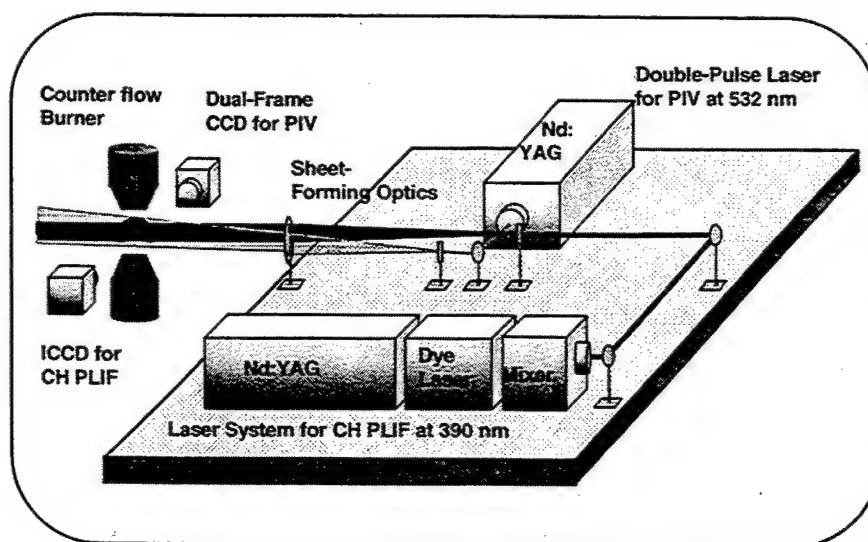 Counter flow
Burner
Dual-Frame
CCD for PIV
Double-Pulse Laser
for PIV at 532 nm
Nd:
YAG
Sheet-
Forming Optics
ICCD for
CH PLIF
Nd:YAG
Dye
Laser
Mixer
Laser System for CH PLIF at 390 nm